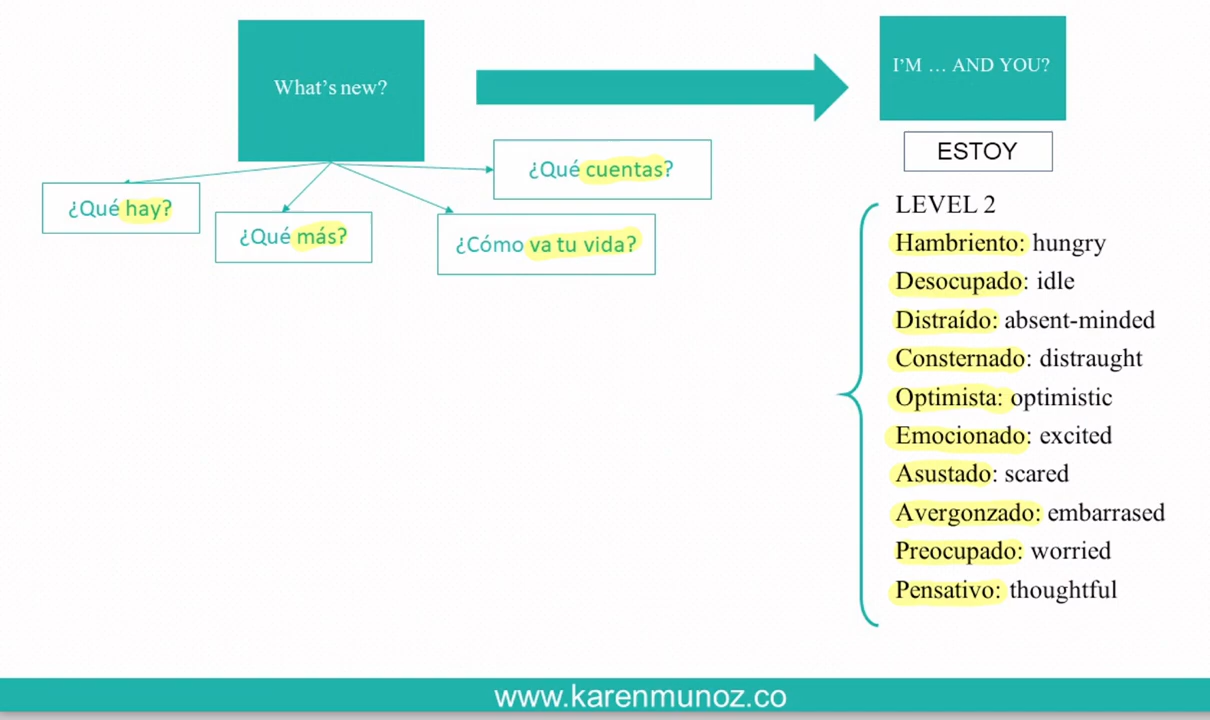 What's new?
I'M … AND YOU?
¿Qué hay?
¿Qué más?
¿Cómo va tu vida?
¿Qué cuentas?
ESTOY
LEVEL 2
Hambriento: hungry
Desocupado: idle
Distraído: absent-minded
Consternado: distraught
Optimista: optimistic
Emocionado: excited
Asustado: scared
Avergonzado: embarrased
Preocupado: worried
Pensativo: thoughtful
www.karenmunoz.co